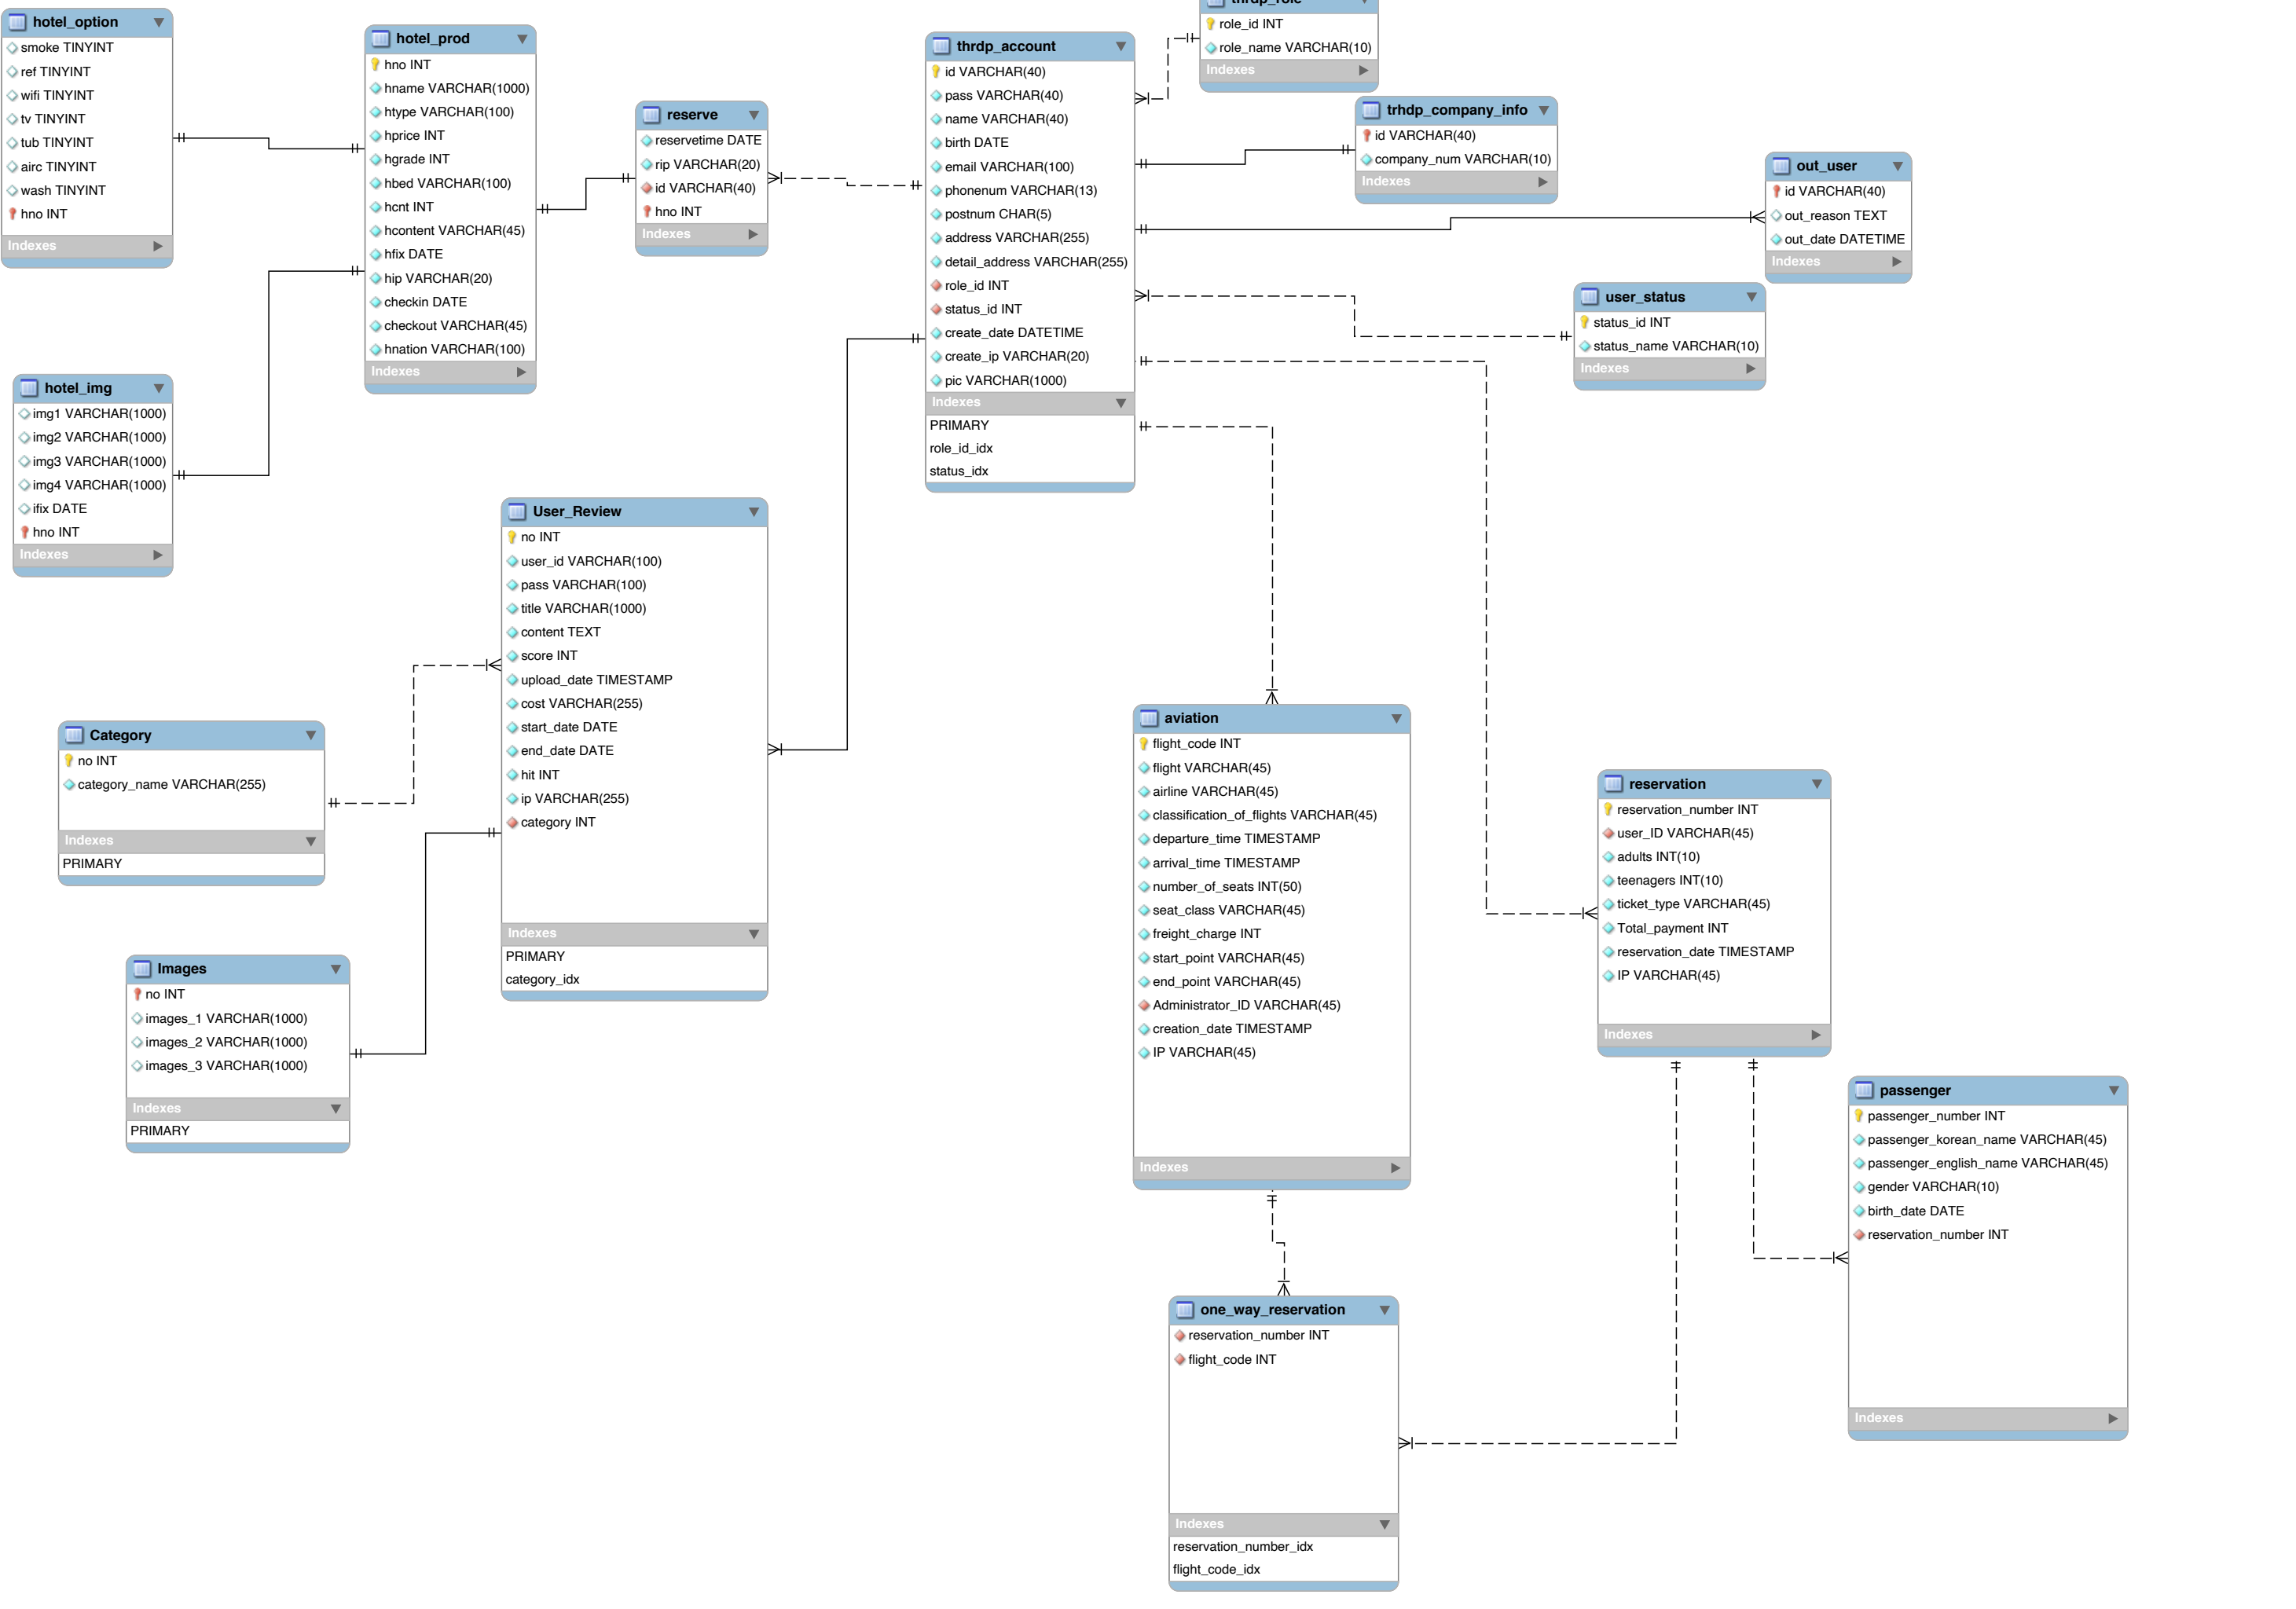 hotel_option
smoke TINYINT
ref TINYINT
wifi TINYINT
tv TINYINT
tub TINYINT
airc TINYINT
wash TINYINT
hno INT
Indexes
hotel_prod
hno INT
hname VARCHAR(1000)
htype VARCHAR(100)
hprice INT
hgrade INT
hbed VARCHAR(100)
hcnt INT
hcontent VARCHAR(45)
hfix DATE
hip VARCHAR(20)
checkin DATE
checkout VARCHAR(45)
hnation VARCHAR(100)
Indexes
reserve
reservetime DATE
rip VARCHAR(20)
id VARCHAR(40)
hno INT
Indexes
thrdp_account
id VARCHAR(40)
pass VARCHAR(40)
name VARCHAR(40)
birth DATE
email VARCHAR(100)
phonenum VARCHAR(13)
postnum CHAR(5)
address VARCHAR(255)
detail_address VARCHAR(255)
role_id INT
status_id INT
create_date DATETIME
create_ip VARCHAR(20)
pic VARCHAR(1000)
Indexes
PRIMARY
role_id_idx
status_idx
thrdp_role
role_id INT
role_name VARCHAR(10)
Indexes
trhdp_company_info
id VARCHAR(40)
company_num VARCHAR(10)
Indexes
out_user
id VARCHAR(40)
out_reason TEXT
out_date DATETIME
Indexes
user_status
status_id INT
status_name VARCHAR(10)
Indexes
hotel_img
img1 VARCHAR(1000)
img2 VARCHAR(1000)
img3 VARCHAR(1000)
img4 VARCHAR(1000)
ifix DATE
hno INT
Indexes
User_Review
no INT
user_id VARCHAR(100)
pass VARCHAR(100)
title VARCHAR(1000)
content TEXT
score INT
upload_date TIMESTAMP
cost VARCHAR(255)
start_date DATE
end_date DATE
hit INT
ip VARCHAR(255)
category INT
Indexes
PRIMARY
category_idx
Category
no INT
category_name VARCHAR(255)
Indexes
PRIMARY
Images
no INT
images_1 VARCHAR(1000)
images_2 VARCHAR(1000)
images_3 VARCHAR(1000)
Indexes
PRIMARY
aviation
flight_code INT
flight VARCHAR(45)
airline VARCHAR(45)
classification_of_flights VARCHAR(45)
departure_time TIMESTAMP
arrival_time TIMESTAMP
number_of_seats INT(50)
seat_class VARCHAR(45)
freight_charge INT
start_point VARCHAR(45)
end_point VARCHAR(45)
Administrator_ID VARCHAR(45)
creation_date TIMESTAMP
IP VARCHAR(45)
Indexes
reservation
reservation_number INT
user_ID VARCHAR(45)
adults INT(10)
teenagers INT(10)
ticket_type VARCHAR(45)
Total_payment INT
reservation_date TIMESTAMP
IP VARCHAR(45)
Indexes
passenger
passenger_number INT
passenger_korean_name VARCHAR(45)
passenger_english_name VARCHAR(45)
gender VARCHAR(10)
birth_date DATE
reservation_number INT
Indexes
one_way_reservation
reservation_number INT
flight_code INT
Indexes
reservation_number_idx
flight_code_idx